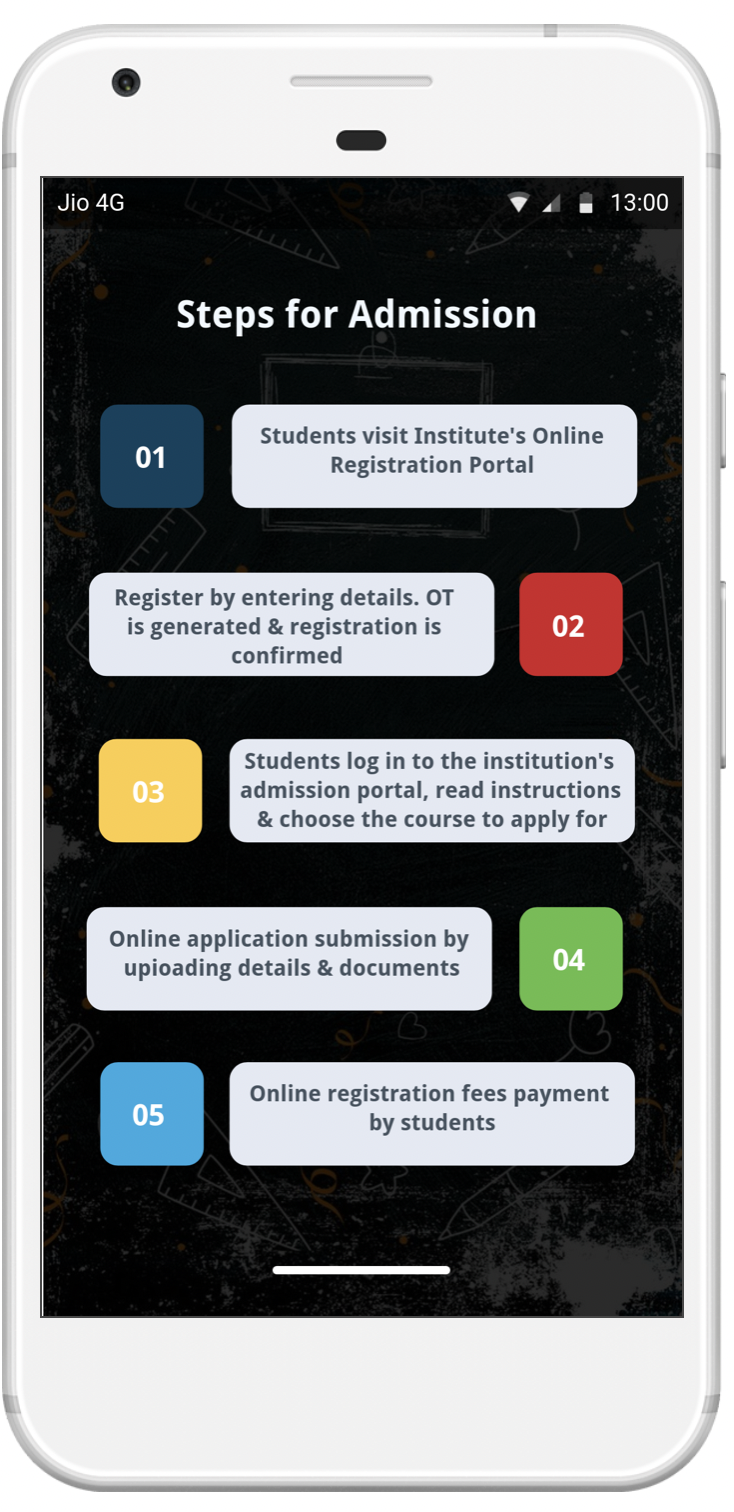 Jio 4G 13:00
Steps for Admission
01
Students visit Institute's Online
Registration Portal
Register by entering details. OT
is generated & registration is
confirmed
02
03
Students log in to the institution's
admission portal, read instructions
& choose the course to apply for
Online application submission by
upioading details & documents
04
05
Online registration fees payment
by students